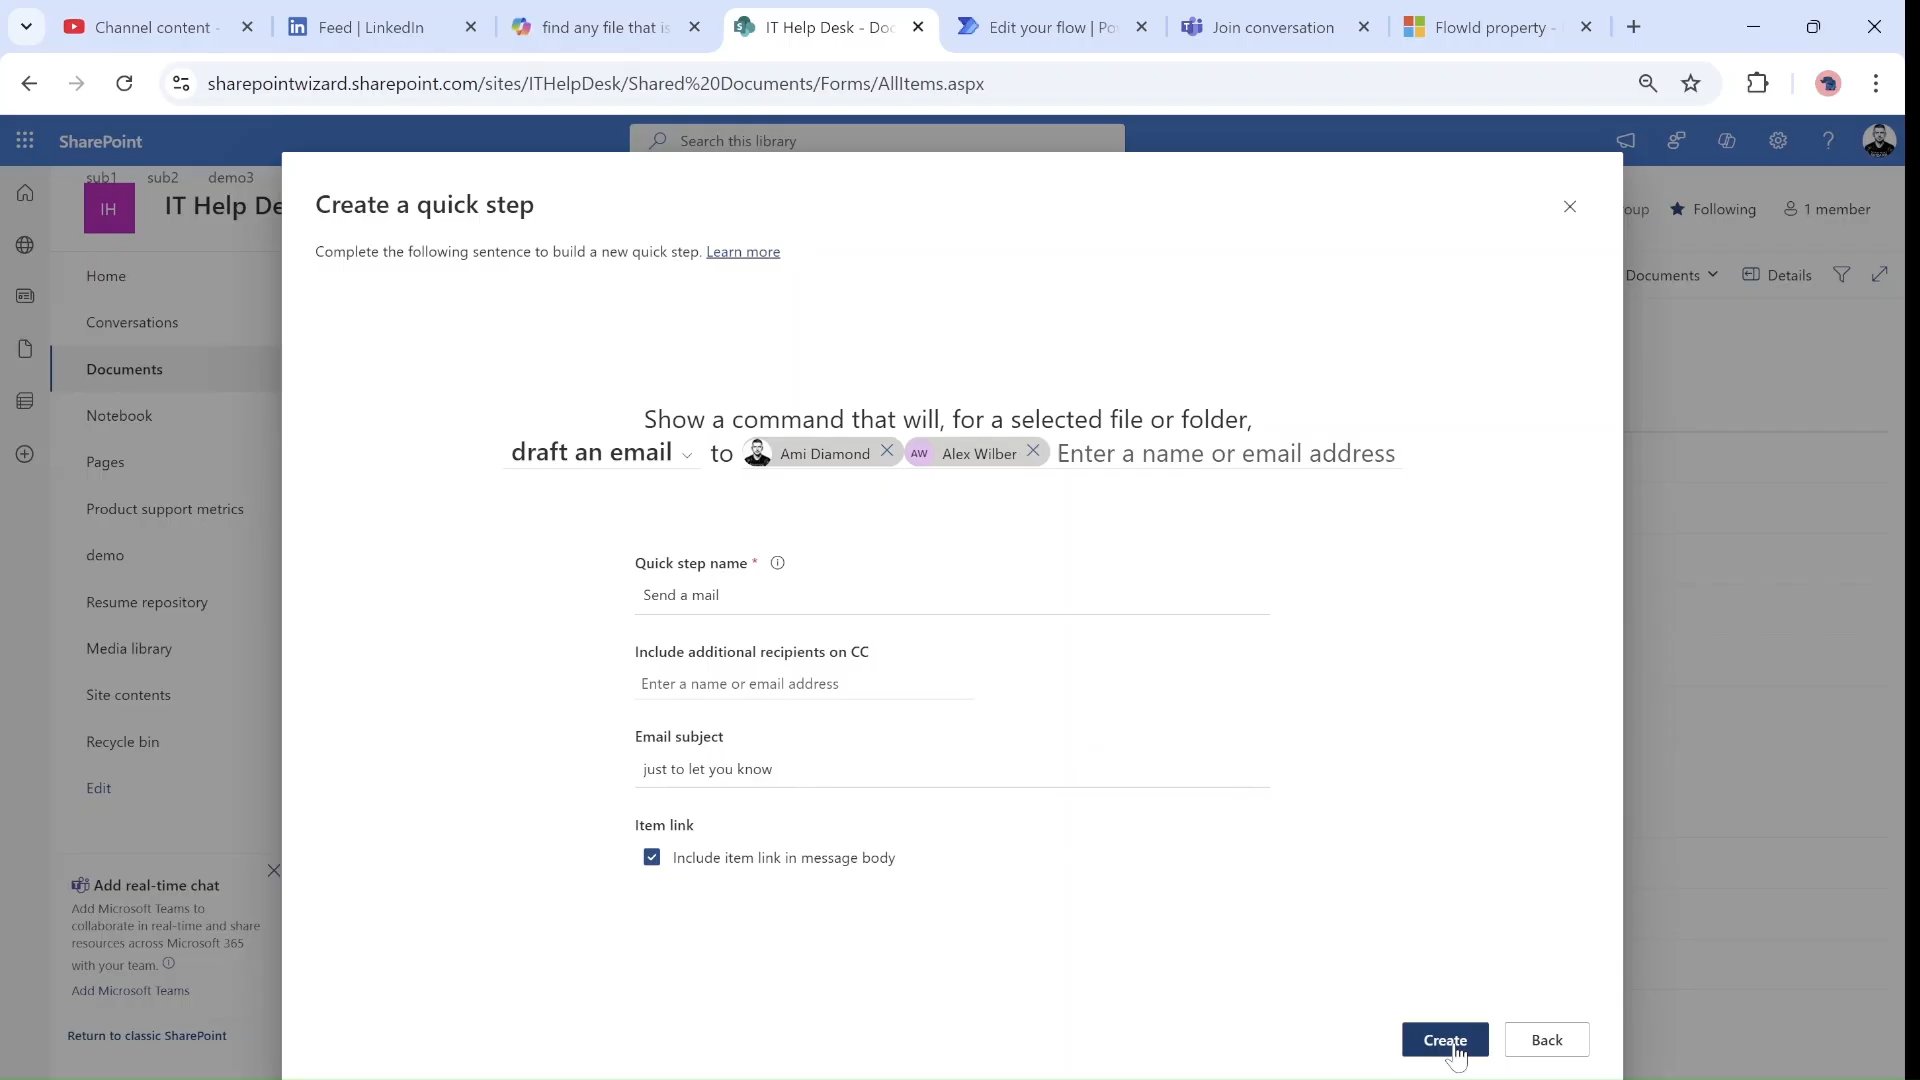 Channel content -
Feed | LinkedIn
find any file that is
IT Help Desk - Doc
Edit your flow | Po
Join conversation
FlowId property -
sharepointwizard.sharepoint.com/sites/ITHelpDesk/Shared%20Documents/Forms/AllItems.aspx
SharePoint
Search this library
sub1 sub2 demo3
IH
IT Help De
Following
1 member
Create a quick step
Complete the following sentence to build a new quick step. Learn more
Home
Documents
Details
Conversations
Documents
Notebook
Pages
Product support metrics
demo
Resume repository
Media library
Site contents
Recycle bin
Edit
Show a command that will, for a selected file or folder,
draft an email to Ami Diamond AW Alex Wilber Enter a name or email address
Quick step name *
Send a mail
Include additional recipients on CC
Enter a name or email address
Email subject
just to let you know
Item link
Include item link in message body
Add real-time chat
Add Microsoft Teams to
collaborate in real-time and share
resources across Microsoft 365
with your team.
Add Microsoft Teams
Return to classic SharePoint
Create
Back